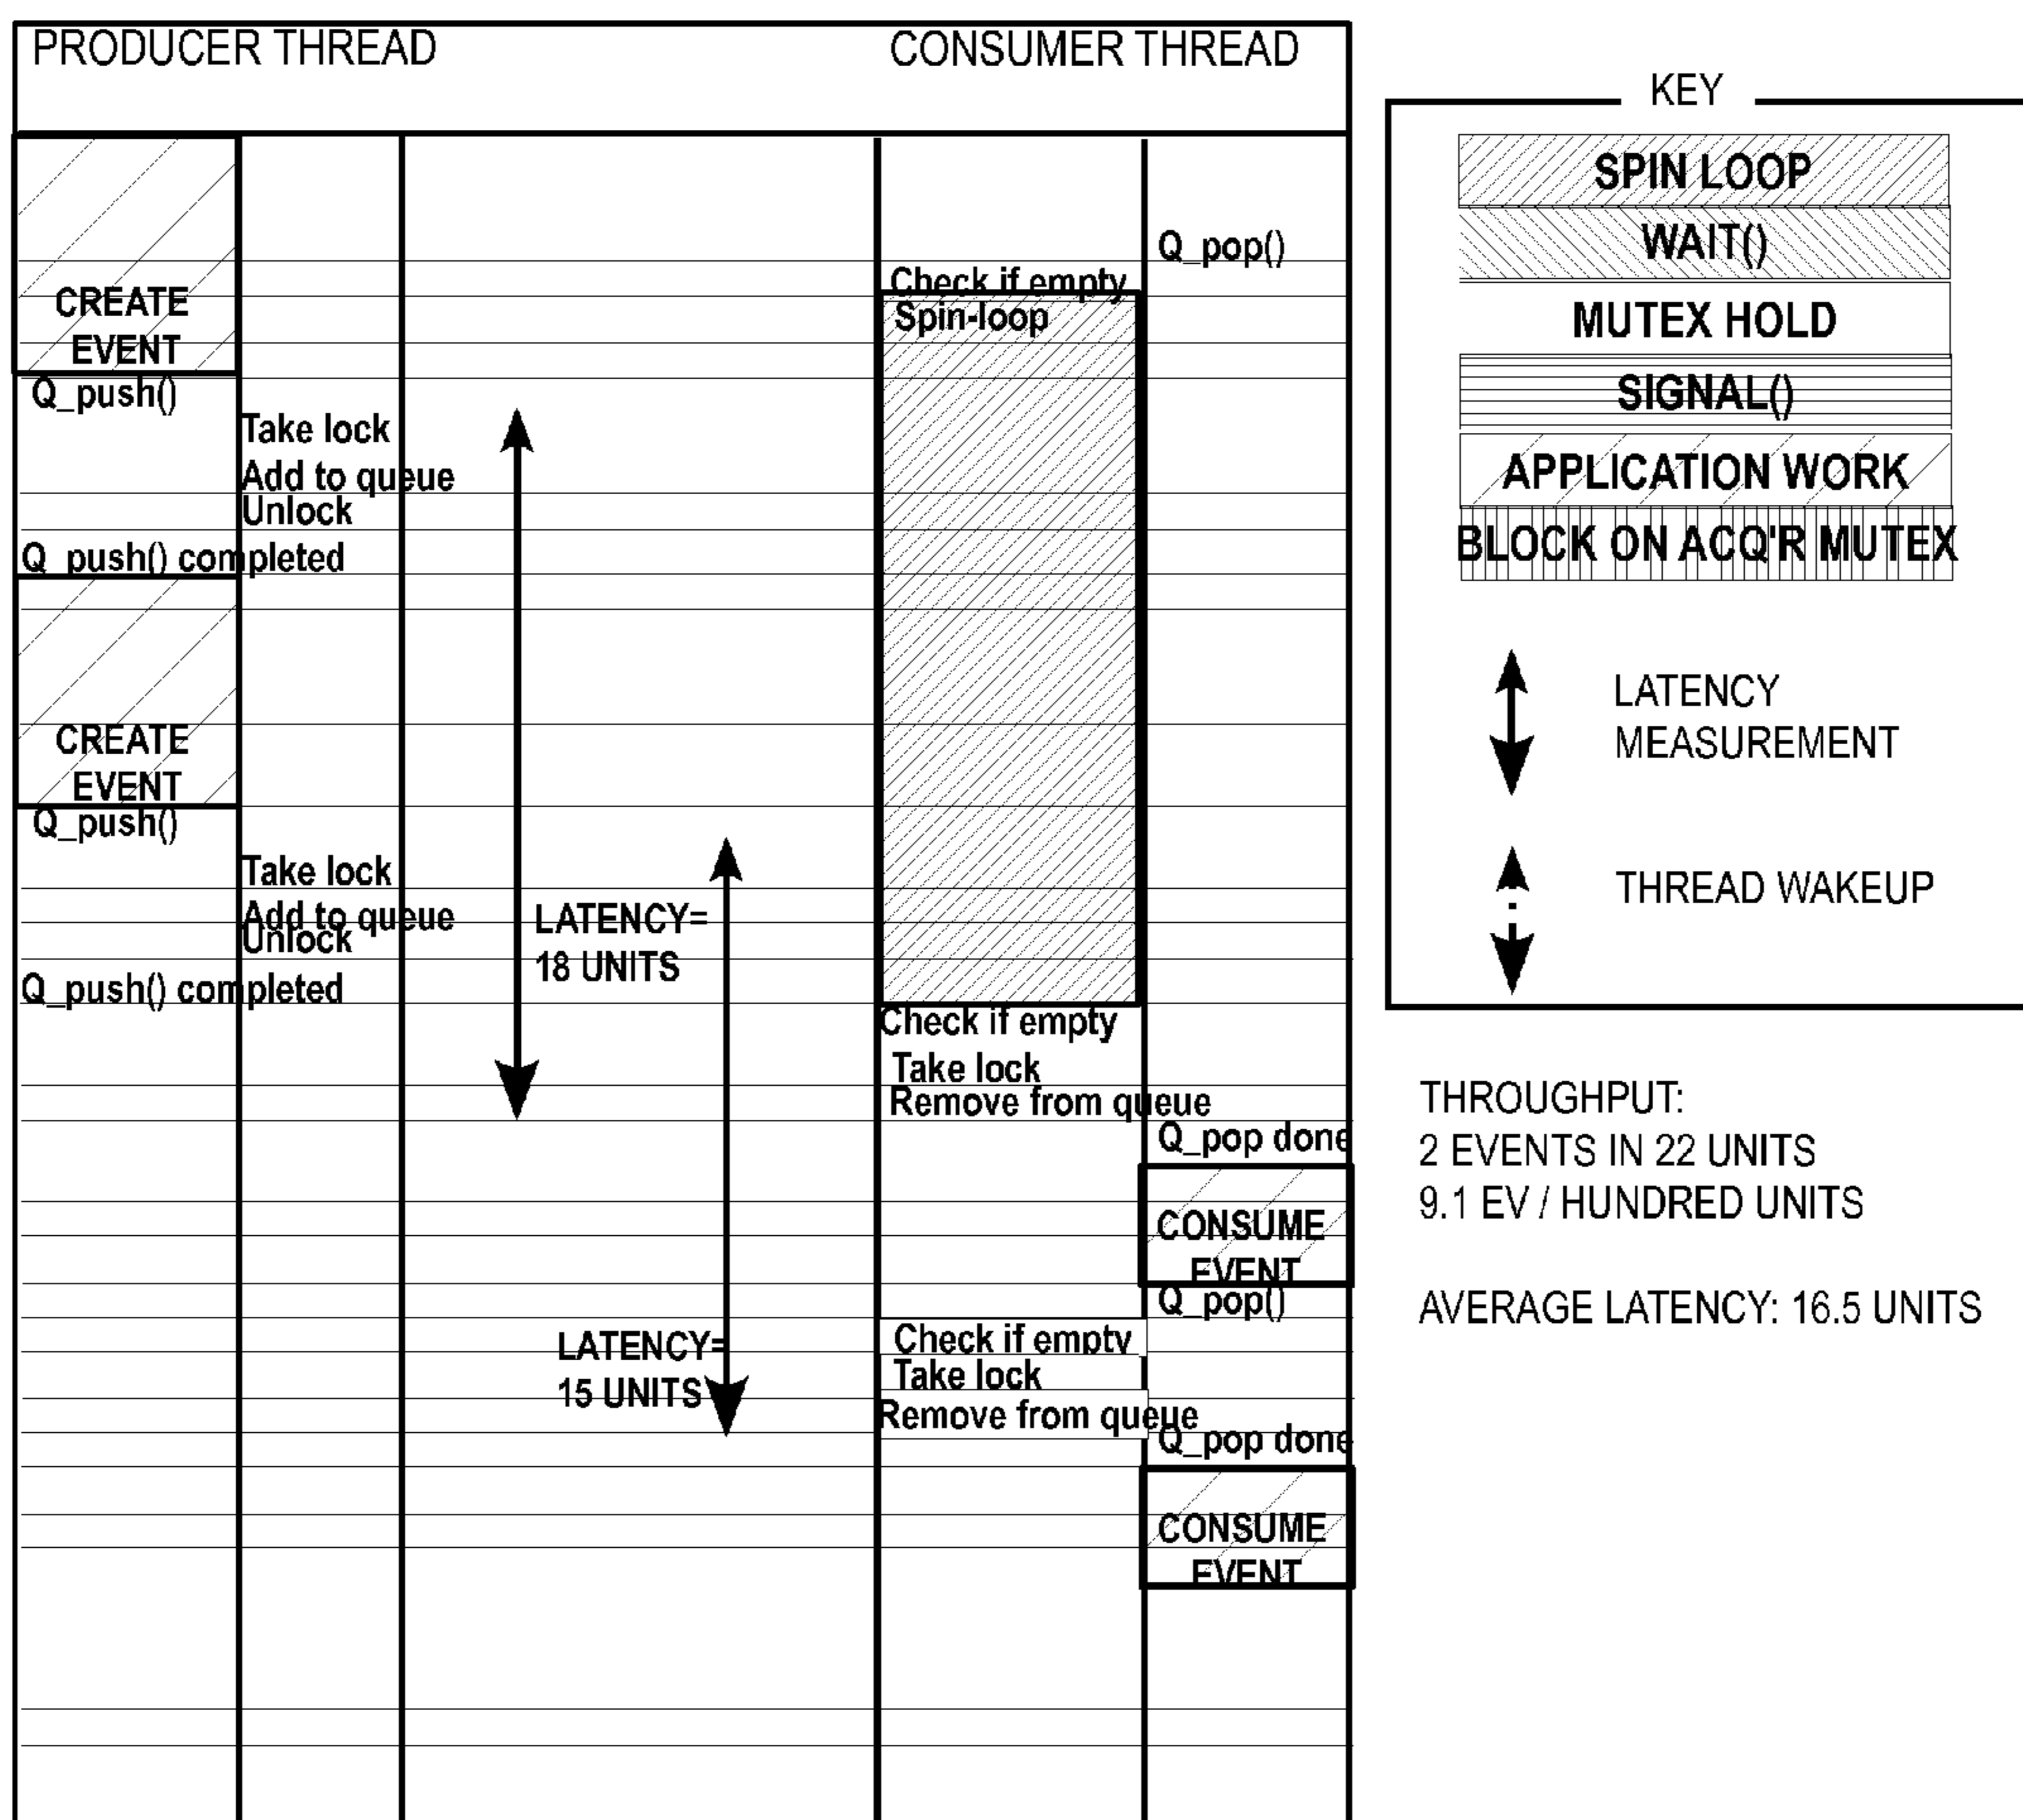 PRODUCER THREAD
CONSUMER THREAD
Q_pop()
Check if empty
Spin-loop
CREATE
EVENT
Q_push()
Take lock
Add to queue
Unlock
Q_push() completed
CREATE
EVENT
Q_push()
Take lock
Add to queue
Unlock
Q_push() completed
LATENCY=
18 UNITS
Check if empty
Take lock
Remove from queue
Q_pop done
CONSUME
EVENT
Q_pop()
Check if empty
Take lock
Remove from queue
Q_pop done
LATENCY=
15 UNITS
CONSUME
EVENT
KEY
SPIN LOOP
WAIT()
MUTEX HOLD
SIGNAL()
APPLICATION WORK
BLOCK ON ACQ'R MUTEX
LATENCY
MEASUREMENT
THREAD WAKEUP
THROUGHPUT:
2 EVENTS IN 22 UNITS
9.1 EV / HUNDRED UNITS
AVERAGE LATENCY: 16.5 UNITS